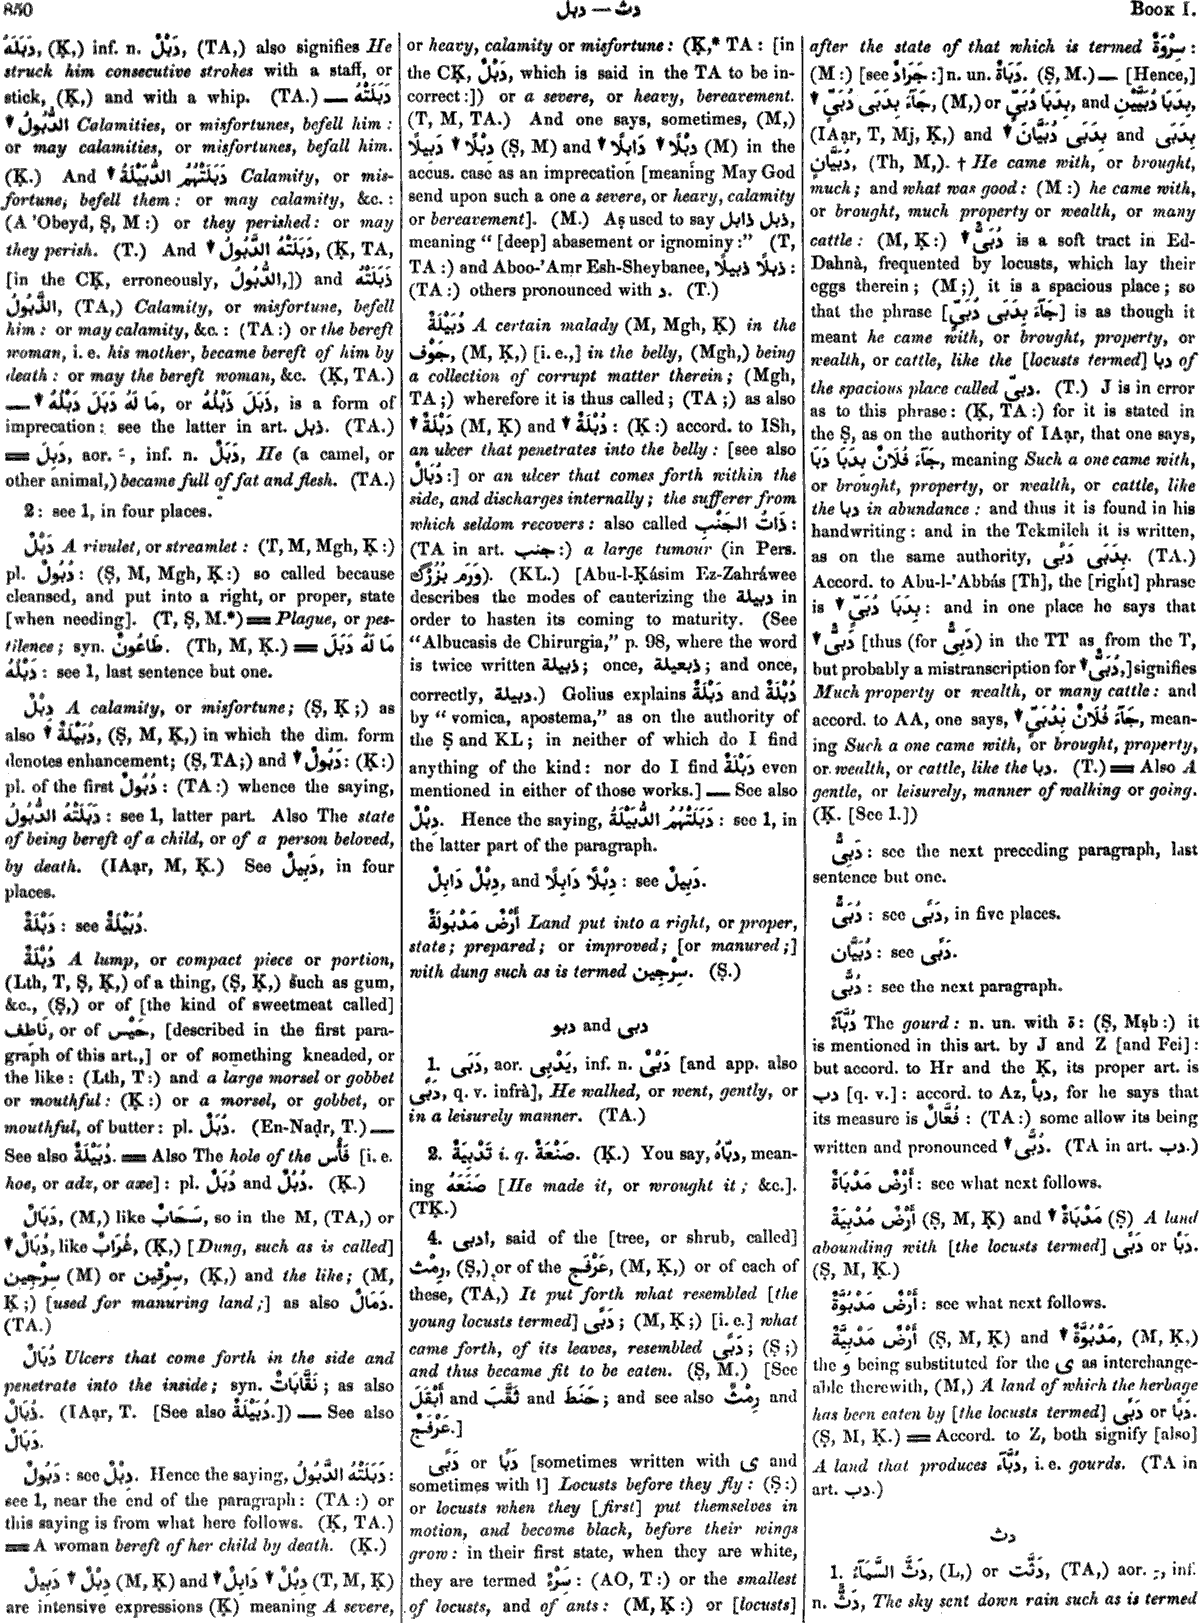 850
دث — دبل
BOOK I.
دَبَلَهُ, (Ḳ,) inf. n. دَبْلٌ, (TA,) also signifies He
struck him consecutive strokes with a staff, or
stick, (Ḳ,) and with a whip. (TA.) — دَبَلَتْهُ
الدَّبُولُ Calamities, or misfortunes, befell him :
or may calamities, or misfortunes, befall him.
(Ḳ.) And دَبَلَتْهُمُ الدُّبَيْلَةُ Calamity, or mis-
fortune, befell them : or may calamity, &c. :
(A 'Obeyd, Ṣ, M :) or they perished : or may
they perish. (T.) And دَبَلَتْهُ الدَّبُولُ, (Ḳ, TA,
[in the CḲ, erroneously, الدُّبُولُ,]) and
(TA,) Calamity, or misfortune, befell
him : or may calamity, &c. : (TA :) or the bereft
woman, i. e. his mother, became bereft of him by
death : or may the bereft woman, &c. (Ḳ, TA.)
— مَا لَهُ دَبَلَ دَبْلُهُ, or ذَبَلَ ذَبْلُهُ, is a form of
imprecation : see the latter in art. ذبل. (TA.)
دَبِلَ, aor. , inf. n. دَبَلٌ, He (a camel, or
other animal,) became full of fat and flesh. (TA.)
2 : see 1, in four places.
دَبْلٌ A rivulet, or streamlet : (T, M, Mgh, Ḳ :)
pl. دُبُولٌ : (Ṣ, M, Mgh, Ḳ :) so called because
cleansed, and put into a right, or proper, state
[when needing]. (T, Ṣ, M.*) Plague, or pes-
tilence ; syn. طَاعُونٌ. (Th, M, Ḳ.) مَا لَهُ دَبَلَ
دَبْلُهُ : see 1, last sentence but one.
دِبْلٌ A calamity, or misfortune ; (Ṣ, Ḳ ;) as
also دُبَيْلَةٌ, (Ṣ, M, Ḳ,) in which the dim. form
denotes enhancement ; (Ṣ, TA ;) and دَبُولٌ : (Ḳ :)
pl. of the first دُبُولٌ : (TA :) whence the saying,
دَبَلَتْهُ الدُّبُولُ : see 1, latter part. Also The state
of being bereft of a child, or of a person beloved,
by death. (IAạr, M, Ḳ.) See دَبِيلٌ, in four
places.
دَبْلَةٌ : see دُبَيْلَةٌ.
دُبْلَةٌ A lump, or compact piece or portion,
(Lth, T, Ṣ, Ḳ,) of a thing, (Ṣ, Ḳ,) such as gum,
&c., (Ṣ,) or of [the kind of sweetmeat called]
نَاطِف, or of حَيْس, [described in the first para-
graph of this art.,] or of something kneaded, or
the like : (Lth, T :) and a large morsel or gobbet
or mouthful : (Ḳ :) or a morsel, or gobbet, or
mouthful, of butter : pl. دُبَلٌ. (En-Naḍr, T.) —
See also دُبَيْلَةٌ. Also The hole of the فَأْس [i. e.
hoe, or adz, or axe] : pl. دُبَلٌ and دُبُلٌ. (Ḳ.)
دَبَالٌ, (M,) like سَحَابٌ, so in the M, (TA,) or
دُبَالٌ, like غُرَابٌ, (Ḳ,) [Dung, such as is called]
سِرْجِين (M) or سِرْقِين, (Ḳ,) and the like ; (M,
Ḳ ;) [used for manuring land ;] as also دَمَالٌ.
(TA.)
دُبَالٌ Ulcers that come forth in the side and
penetrate into the inside ; syn. نَقَّابَاتٌ ; as also
ذُبَالٌ. (IAạr, T. [See also دُبَيْلَةٌ.]) — See also
دَبَالٌ.
دَبُولٌ : see دِبْلٌ. Hence the saying, دَبَلَتْهُ الدَّبُولُ :
see 1, near the end of the paragraph : (TA :) or
this saying is from what here follows. (Ḳ, TA.)
A woman bereft of her child by death. (Ḳ.)
دِبْلٌ دَبِيلٌ (M, Ḳ) and دِبْلٌ دَابِلٌ (T, M, Ḳ)
are intensive expressions (Ḳ) meaning A severe,
or heavy, calamity or misfortune : (Ḳ,* TA : [in
the CḲ, دَبْلٌ, which is said in the TA to be in-
correct :]) or a severe, or heavy, bereavement.
(T, M, TA.) And one says, sometimes, (M,)
دِبْلًا دَبِيلًا (Ṣ, M) and دِبْلًا دَابِلًا (M) in the
accus. case as an imprecation [meaning May God
send upon such a one a severe, or heavy, calamity
or bereavement]. (M.) Aṣ used to say ذبل ذابل,
meaning " [deep] abasement or ignominy :" (T,
TA :) and Aboo-'Amr Esh-Sheybanee, ذبلًا ذبيلًا :
(TA :) others pronounced with د. (T.)
دُبَيْلَةٌ A certain malady (M, Mgh, Ḳ) in the
جَوْف, (M, Ḳ,) [i. e.,] in the belly, (Mgh,) being
a collection of corrupt matter therein ; (Mgh,
TA ;) wherefore it is thus called ; (TA ;) as also
دُبْلَةٌ (M, Ḳ) and دَبْلَةٌ : (Ḳ :) accord. to ISh,
an ulcer that penetrates into the belly : [see also
دُبَالٌ :] or an ulcer that comes forth within the
side, and discharges internally ; the sufferer from
which seldom recovers : also called ذَاتُ الجَنْبِ :
(TA in art. جنب :) a large tumour (in Pers.
وَرَم بُزُرْگ). (KL.) [Abu-l-Ḳásim Ez-Zahráwee
describes the modes of cauterizing the دبيلة in
order to hasten its coming to maturity. (See
"Albucasis de Chirurgia," p. 98, where the word
is twice written ذبيلة ; once, ذبعيلة ; and once,
correctly, دبيلة.) Golius explains دُبْلَةٌ and دَبْلَةٌ
by " vomica, apostema," as on the authority of
the Ṣ and KL ; in neither of which do I find
anything of the kind : nor do I find دَبْلَةٌ even
mentioned in either of those works.] — See also
دِبْلٌ. Hence the saying, دَبَلَتْهُمُ الدُّبَيْلَةُ : see 1, in
the latter part of the paragraph.
دِبْلٌ دَابِلٌ, and دِبْلًا دَابِلًا : see دَبِيلٌ.
أَرْضٌ مَدْبُولَةٌ Land put into a right, or proper,
state ; prepared ; or improved ; [or manured ;]
with dung such as is termed سِرْجِين. (Ṣ.)
دبو and دبى
1. دَبَى, aor. يَدْبِى, inf. n. دَبْىٌ [and app. also
دَبًى, q. v. infrà], He walked, or went, gently, or
in a leisurely manner. (TA.)
2. تَدْبِيَةٌ i. q. صَنْعَةٌ. (Ḳ.) You say, دَبَّاهُ, mean-
ing صَنَعَهُ [He made it, or wrought it ; &c.].
(TḲ.)
4. ادبى, said of the [tree, or shrub, called]
رِمْث, (Ṣ,) or of the عَرْفَج, (M, Ḳ,) or of each of
these, (TA,) It put forth what resembled [the
young locusts termed] دَبًى ; (M, Ḳ ;) [i. e.] what
came forth, of its leaves, resembled دَبًى ; (Ṣ ;)
and thus became fit to be eaten. (Ṣ, M.) [See
أَبْقَلَ and ثَقَّبَ and حَنَطَ ; and see also رِمْثٌ and
عَرْفَجٌ.]
دَبًى or دَبًا [sometimes written with ى and
sometimes with ا] Locusts before they fly : (Ṣ :)
or locusts when they [first] put themselves in
motion, and become black, before their wings
grow : in their first state, when they are white,
they are termed سِرْوٌ : (AO, T :) or the smallest
of locusts, and of ants : (M, Ḳ :) or [locusts]
after the state of that which is termed سِرْوَةٌ :
(M :) [see جَرَادٌ :] n. un. دَبَاةٌ. (Ṣ, M.) — [Hence,]
جَآءَ بِدَبَى دُبَىٍّ, (M,) or بِدَبَا دُبَىٍّ, and بِدَبَا دُبَيَّيْنِ,
(IAạr, T, Mj, Ḳ,) and بِدَبَى دُبَيَّانَ and بِدَبَى
دُبَيَّانٍ, (Th, M,). † He came with, or brought,
much ; and what was good : (M :) he came with,
or brought, much property or wealth, or many
cattle : (M, Ḳ :) دُبَىٌّ is a soft tract in Ed-
Dahnà, frequented by locusts, which lay their
eggs therein ; (M ;) it is a spacious place ; so
that the phrase [جَآءَ بِدَبَى دُبَىٍّ] is as though it
meant he came with, or brought, property, or
wealth, or cattle, like the [locusts termed] دبا of
the spacious place called دبىّ. (T.) J is in error
as to this phrase : (Ḳ, TA :) for it is stated in
the Ṣ, as on the authority of IAạr, that one says,
جَآءَ فُلَانٌ بِدَبَا دَبَا, meaning Such a one came with,
or brought, property, or wealth, or cattle, like
the دبا in abundance : and thus it is found in his
handwriting : and in the Tekmileh it is written,
as on the same authority, بِدَبَى دَبًى. (TA.)
Accord. to Abu-l-'Abbás [Th], the [right] phrase
is بِدَبَا دُبَىٍّ : and in one place he says that
[thus (for ) in the TT as from the T,
but probably a mistranscription for دُبَىٌّ,] signifies
Much property or wealth, or many cattle : and
accord. to AA, one says, جَآءَ فُلَانٌ بِدُبَىٍّ, mean-
ing Such a one came with, or brought, property,
or wealth, or cattle, like the دبا. (T.) Also A
gentle, or leisurely, manner of walking or going.
(Ḳ. [See 1.])
: see the next preceding paragraph, last
sentence but one.
دُبَىٌّ : see دَبًى, in five places.
دُبَيَّان : see دَبًى.
دُبًّى : see the next paragraph.
دُبَّآءٌ The gourd : n. un. with ة : (Ṣ, Mṣb :) it
is mentioned in this art. by J and Z [and Fei] :
but accord. to Hr and the Ḳ, its proper art. is
دب [q. v.] : accord. to Az, دبأ, for he says that
its measure is فُعَّالٌ : (TA :) some allow its being
written and pronounced دُبًّى. (TA in art. دب.)
أَرْضٌ مَدْبَاةٌ : see what next follows.
أَرْضٌ مُدْبِيَةٌ (Ṣ, M, Ḳ) and مَدْبَاةٌ (Ṣ) A land
abounding with [the locusts termed] دَبًى or دَبًا.
(Ṣ, M, Ḳ.)
أَرْضٌ مَدْبُوَّةٌ : see what next follows.
أَرْضٌ مَدْبِيَّةٌ (Ṣ, M, Ḳ) and مَدْبُوَّةٌ, (M, Ḳ,)
the و being substituted for the ى as interchange-
able therewith, (M,) A land of which the herbage
has been eaten by [the locusts termed] دَبًى or دَبًا.
(Ṣ, M, Ḳ.) Accord. to Z, both signify [also]
A land that produces دُبَّآء, i. e. gourds. (TA in
art. دب.)
دث
1. دَثَّ السَّمَآءُ, (L,) or دَثَّت, (TA,) aor. , inf.
n. دَثٌّ, The sky sent down rain such as is termed